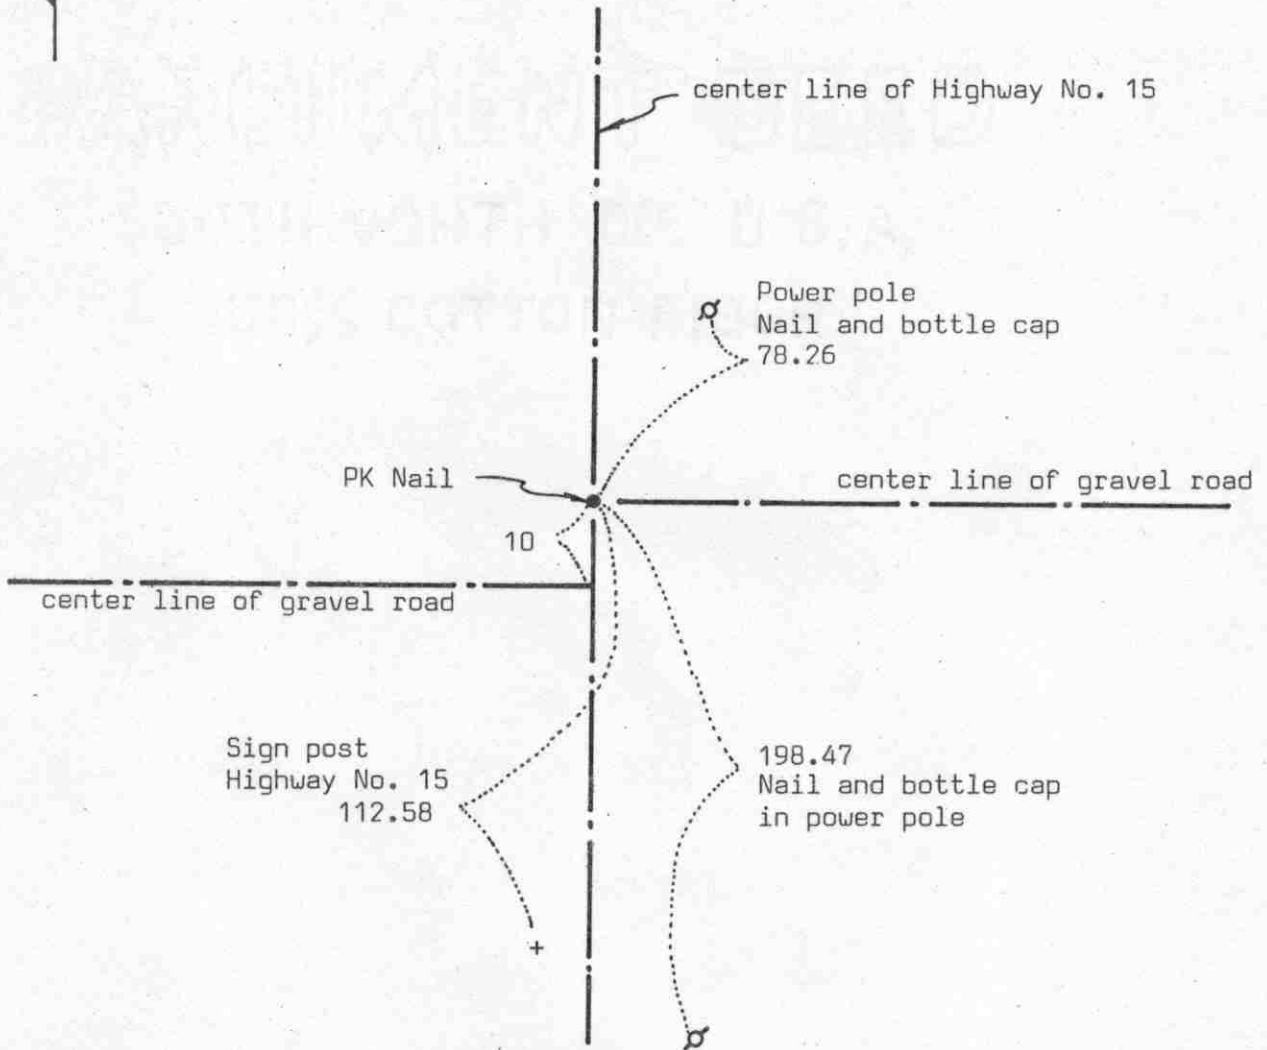 center line of Highway No. 15
Power pole
Nail and bottle cap
78.26
PK Nail
center line of gravel road
10
center line of gravel road
Sign post
Highway No. 15
112.58
198.47
Nail and bottle cap
in power pole